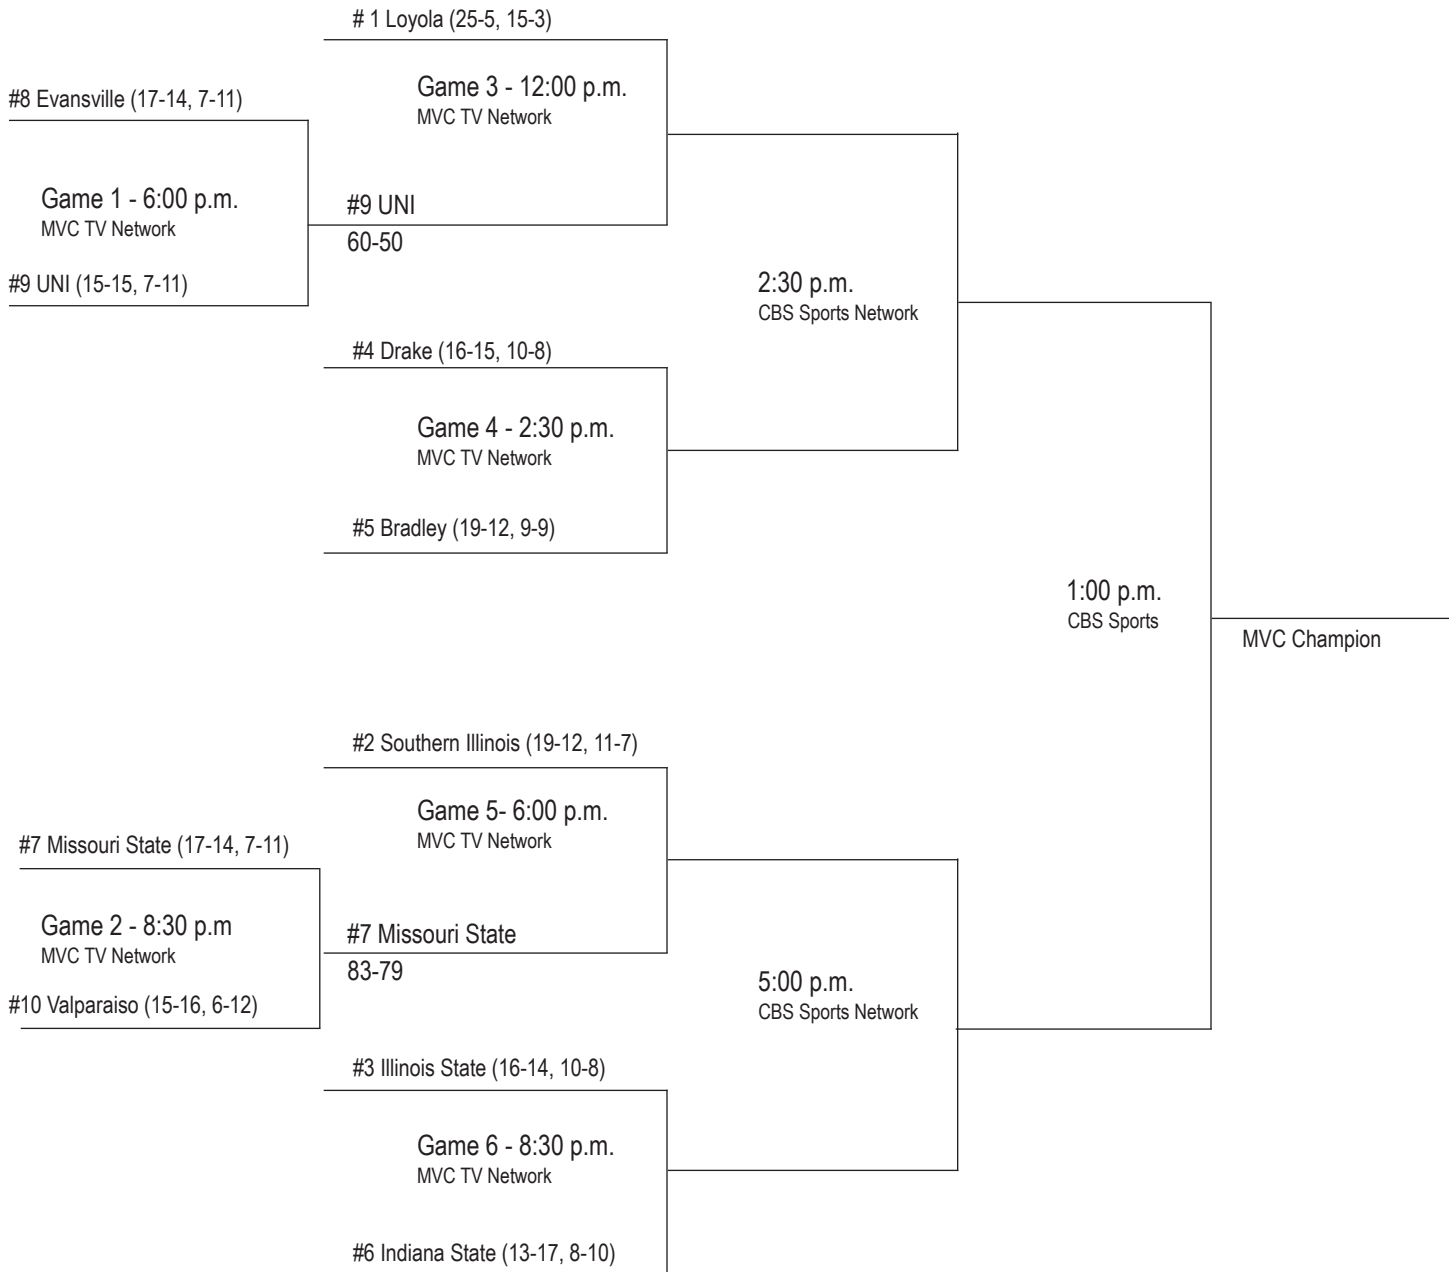 # 1 Loyola (25-5, 15-3)
Game 3 - 12:00 p.m.
MVC TV Network
#8 Evansville (17-14, 7-11)
Game 1 - 6:00 p.m.
MVC TV Network
#9 UNI
60-50
#9 UNI (15-15, 7-11)
2:30 p.m.
CBS Sports Network
#4 Drake (16-15, 10-8)
Game 4 - 2:30 p.m.
MVC TV Network
#5 Bradley (19-12, 9-9)
1:00 p.m.
CBS Sports
MVC Champion
#2 Southern Illinois (19-12, 11-7)
Game 5- 6:00 p.m.
MVC TV Network
#7 Missouri State (17-14, 7-11)
Game 2 - 8:30 p.m
MVC TV Network
#7 Missouri State
83-79
#10 Valparaiso (15-16, 6-12)
5:00 p.m.
CBS Sports Network
#3 Illinois State (16-14, 10-8)
Game 6 - 8:30 p.m.
MVC TV Network
#6 Indiana State (13-17, 8-10)